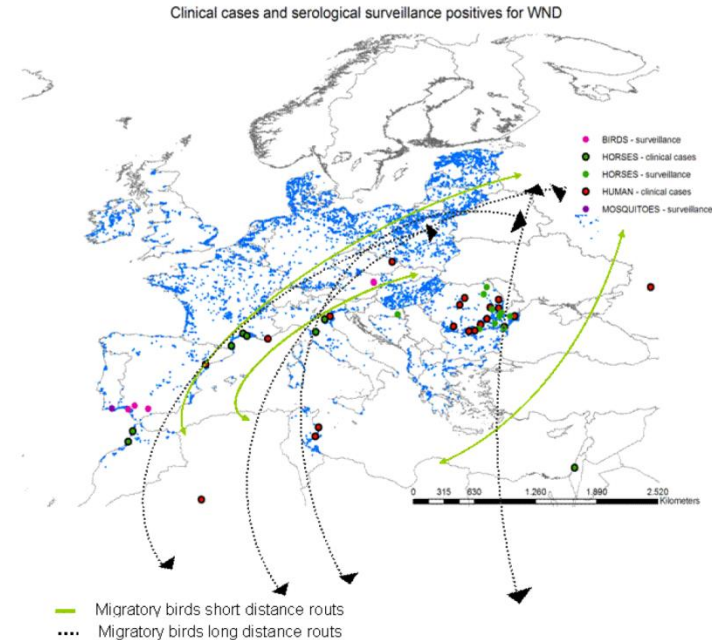 Clinical cases and serological surveillance positives for WND
BIRDS - surveillance
HORSES - clinical cases
HORSES - surveillance
HUMAN - clinical cases
MOSQUITOES - surveillance
0 315 630 1.260 1.890 2.520
Kilometers
Migratory birds short distance routs
Migratory birds long distance routs